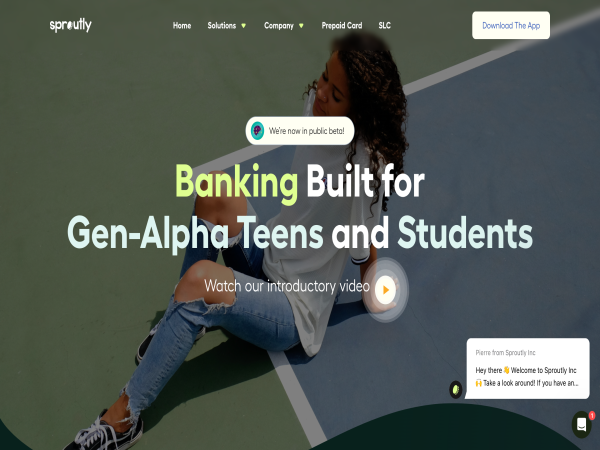 sproutly
Home Solutions Company Prepaid Card SLC Download The App
We're now in public beta!
Banking Built for
Gen-Alpha Teens and Students
Watch our introductory video
Pierre from Sproutly Inc
Hey there 👋 Welcome to Sproutly Inc
🙌 Take a look around! If you have an...
1